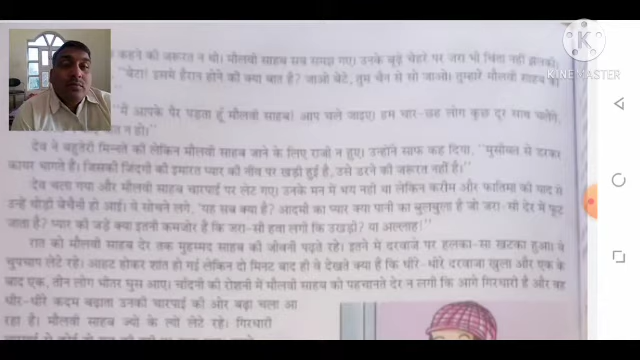 कहने की जरूरत न थी। मौलवी साहब सब समझ गए। उनके बूढ़े चेहरे पर जरा भी चिंता नहीं झलकी।
"बेटा! इसमें हैरान होने की क्या बात है? जाओ बेटे, तुम चैन से सो जाओ। तुम्हारे मौलवी साहब का
"मैं आपके पैर पड़ता हूँ मौलवी साहब! आप चले जाइए। हम चार-छह लोग कुछ दूर साथ चलेंगे,
न हो।"
देव ने बहुतेरी मिन्नतें कीं लेकिन मौलवी साहब जाने के लिए राजी न हुए। उन्होंने साफ कह दिया, "मुसीबत से डरकर
कायर भागते हैं। जिसकी जिंदगी की इमारत प्यार की नींव पर खड़ी हुई है, उसे डरने की जरूरत नहीं है।"
देव चला गया और मौलवी साहब चारपाई पर लेट गए। उनके मन में भय नहीं था लेकिन करीम और फातिमा की याद से
उन्हें थोड़ी बेचैनी हो आई। वे सोचने लगे, "यह सब क्या है? आदमी का प्यार क्या पानी का बुलबुला है जो जरा-सी देर में फूट
जाता है? प्यार की जड़ें क्या इतनी कमजोर हैं कि जरा-सी हवा लगी कि उखड़ी? या अल्लाह!"
रात को मौलवी साहब देर तक मुहम्मद साहब की जीवनी पढ़ते रहे। इतने में दरवाजे पर हलका-सा खटका हुआ। वे
चुपचाप लेटे रहे। आहट होकर शांत हो गई लेकिन दो मिनट बाद ही वे देखते क्या हैं कि धीरे-धीरे दरवाजा खुला और एक के
बाद एक, तीन लोग भीतर घुस आए। चाँदनी की रोशनी में मौलवी साहब को पहचानते देर न लगी कि आगे गिरधारी है और वह
धीरे-धीरे कदम बढ़ाता उनकी चारपाई की ओर बढ़ा चला आ
रहा है। मौलवी साहब ज्यों के त्यों लेटे रहे। गिरधारी
KINEMASTER